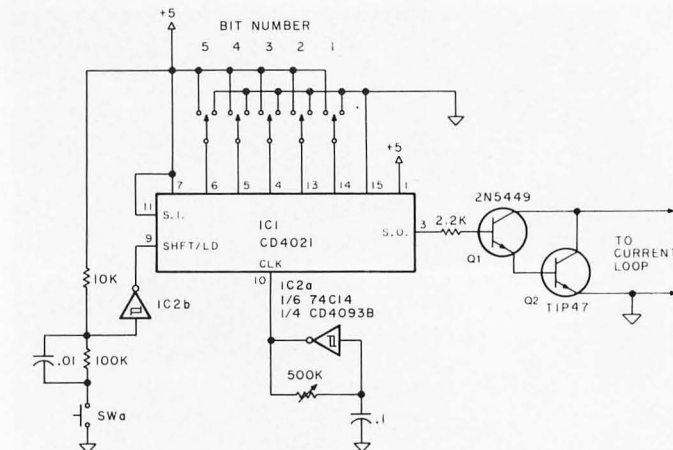 BIT NUMBER
+5
5 4 3 2 1
+5
7 6 5 4 13 14 15 1
11 S.I.
IC1
CD4021
S.O. 3
2.2K
2N5449
Q1
9 SHFT/LD
CLK
10
TO
CURRENT
LOOP
Q2
TIP47
10K
IC2b
IC2a
1/6 74C14
1/4 CD4093B
.01
100K
500K
.1
SWa